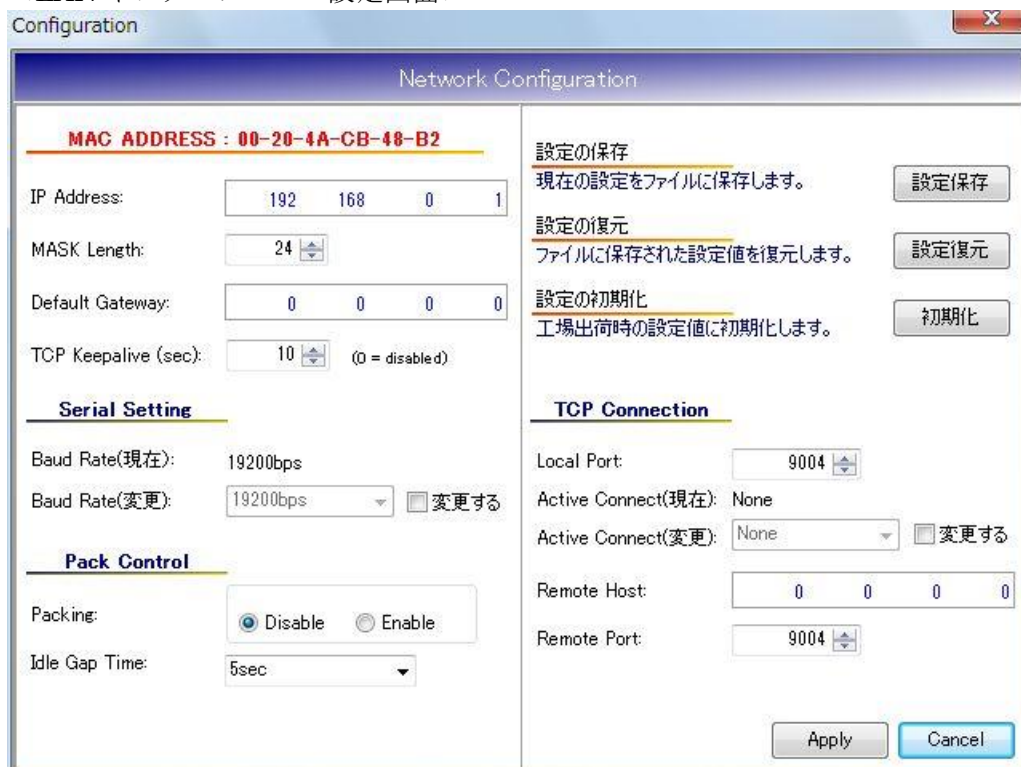 Configuration
Network Configuration
MAC ADDRESS : 00-20-4A-CB-48-B2
IP Address: 192 168 0 1
MASK Length: 24
Default Gateway: 0 0 0 0
TCP Keepalive (sec): 10 (0 = disabled)
Serial Setting
Baud Rate(現在): 19200bps
Baud Rate(変更): 19200bps 変更する
Pack Control
Packing: Disable Enable
Idle Gap Time: 5sec
設定の保存
現在の設定をファイルに保存します。 設定保存
設定の復元
ファイルに保存された設定値を復元します。 設定復元
設定の初期化
工場出荷時の設定値に初期化します。 初期化
TCP Connection
Local Port: 9004
Active Connect(現在): None
Active Connect(変更): None 変更する
Remote Host: 0 0 0 0
Remote Port: 9004
Apply Cancel